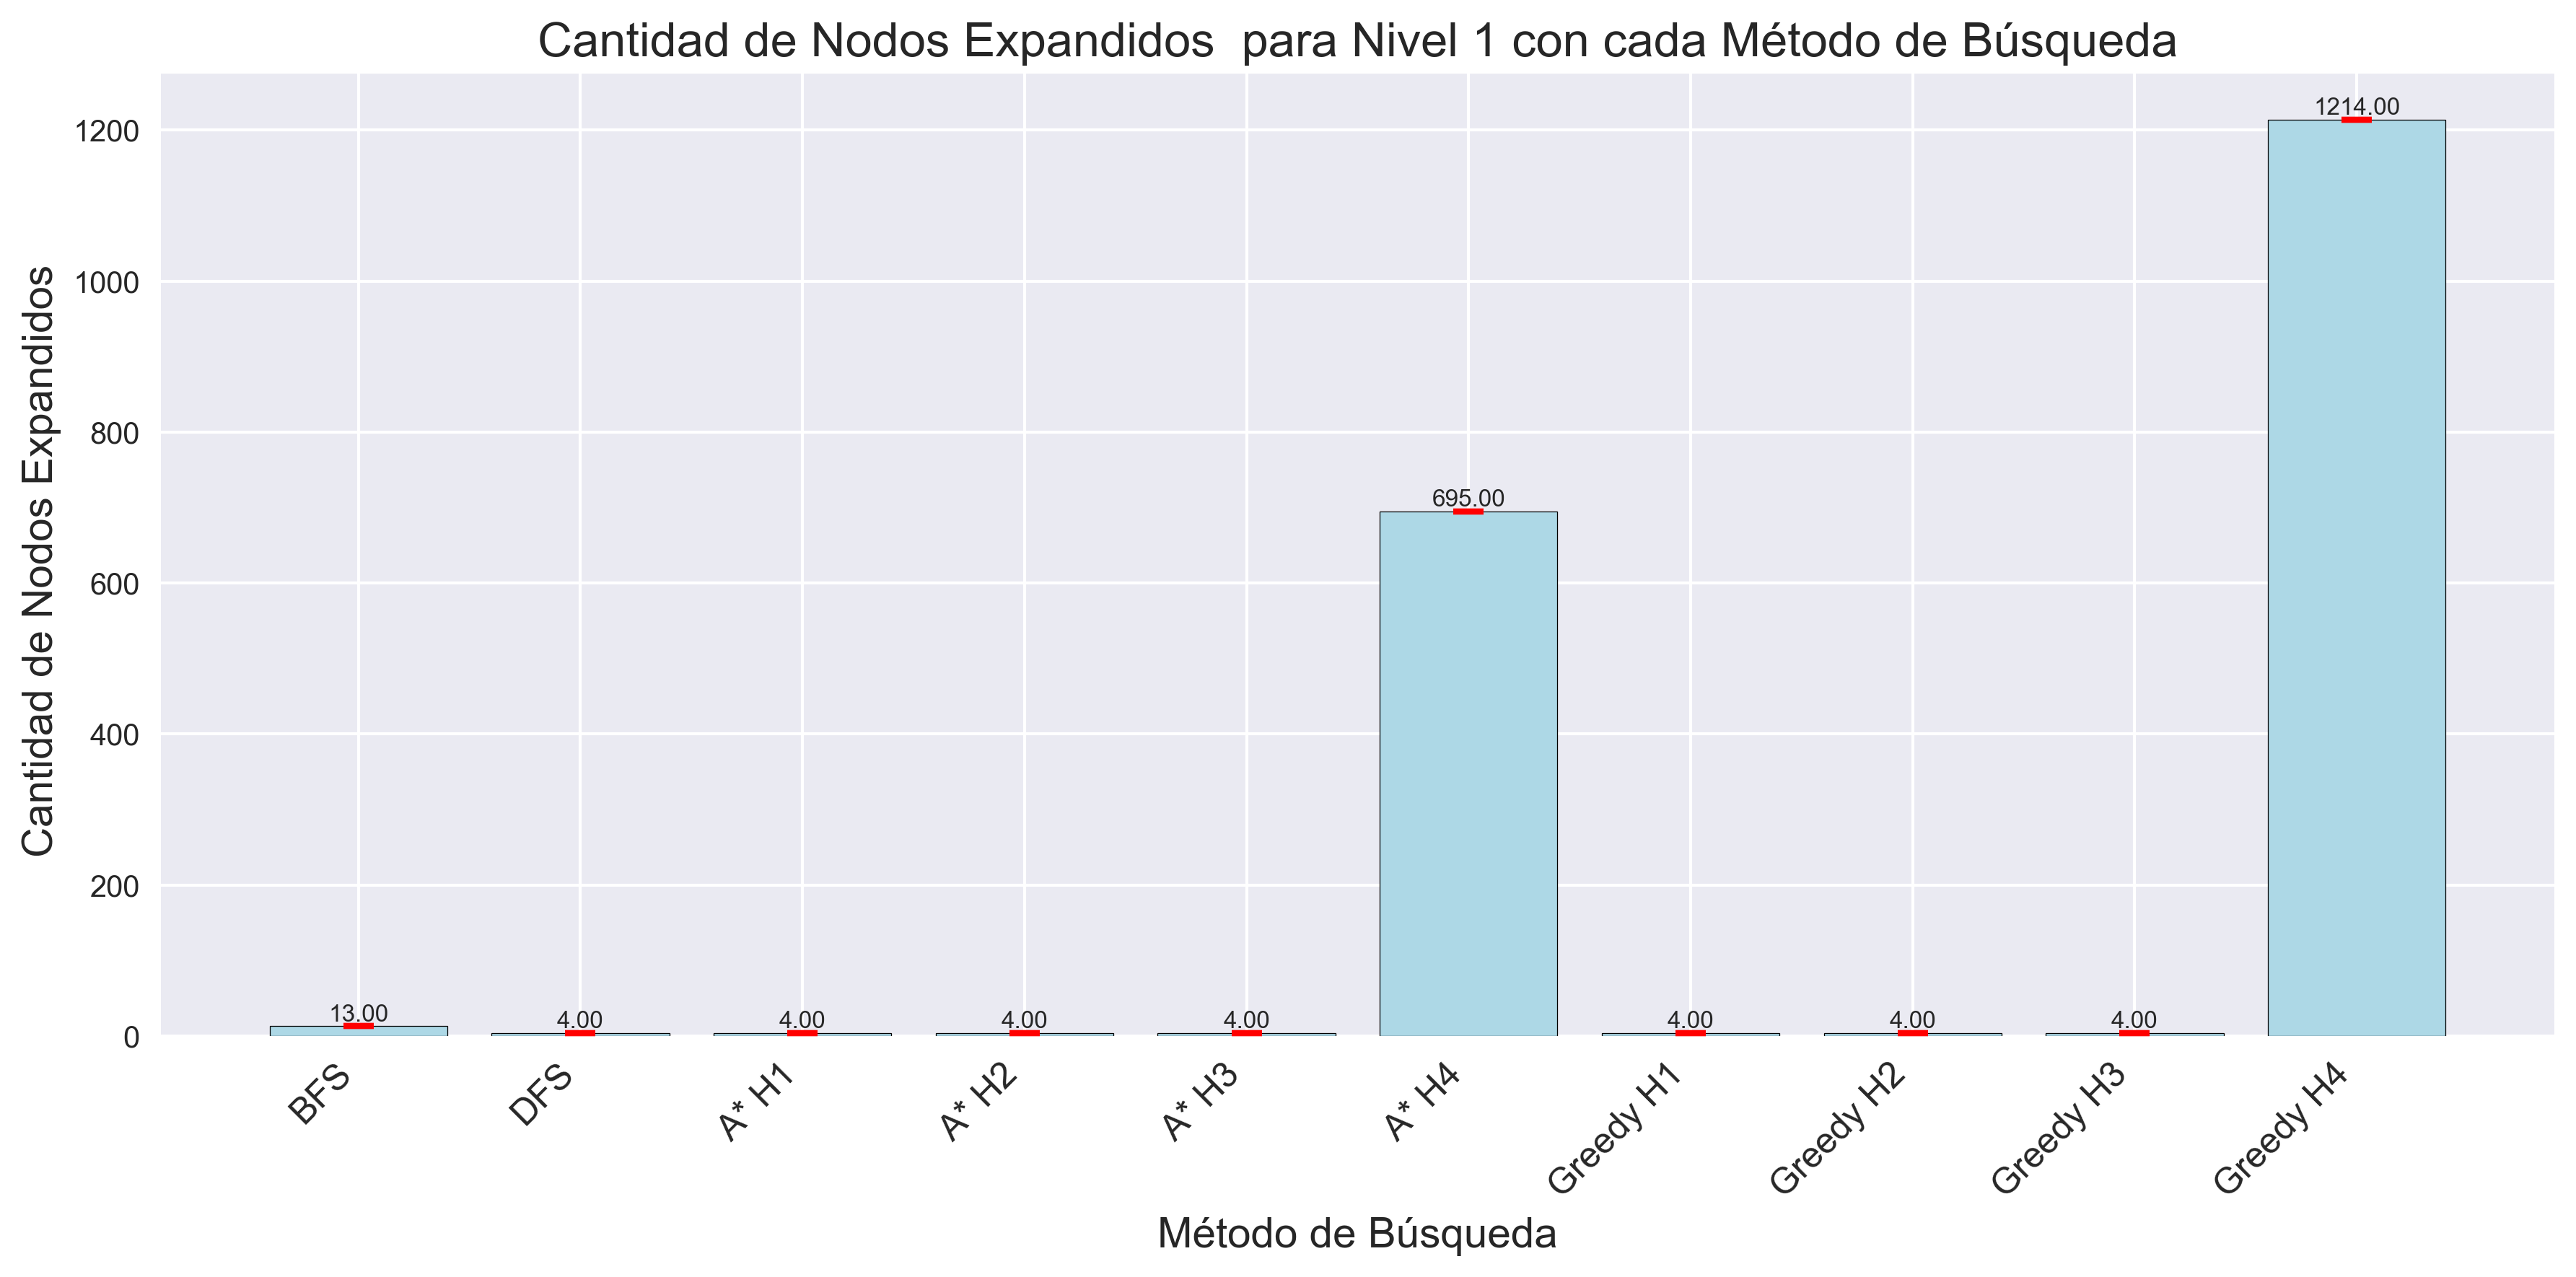 Cantidad de Nodos Expandidos  para Nivel 1 con cada Método de Búsqueda
Cantidad de Nodos Expandidos
1200
1000
800
600
400
200
0
13.00
4.00
4.00
4.00
4.00
695.00
4.00
4.00
4.00
1214.00
BFS
DFS
A* H1
A* H2
A* H3
A* H4
Greedy H1
Greedy H2
Greedy H3
Greedy H4
Método de Búsqueda